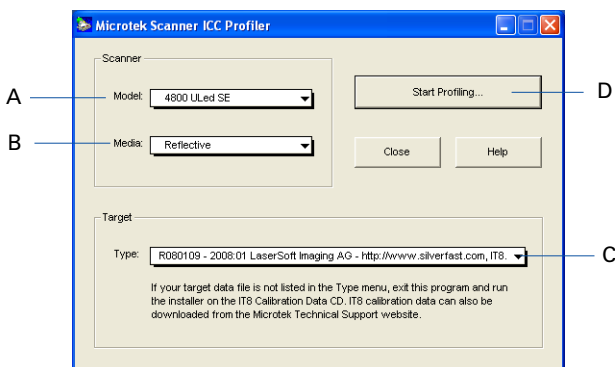 Microtek Scanner ICC Profiler
Scanner
A
Model:
4800 ULed SE
Start Profiling...
D
B
Media:
Reflective
Close
Help
Target
Type:
R080109 - 2008:01 LaserSoft Imaging AG - http://www.silverfast.com, IT8.
C
If your target data file is not listed in the Type menu, exit this program and run
the installer on the IT8 Calibration Data CD. IT8 calibration data can also be
downloaded from the Microtek Technical Support website.